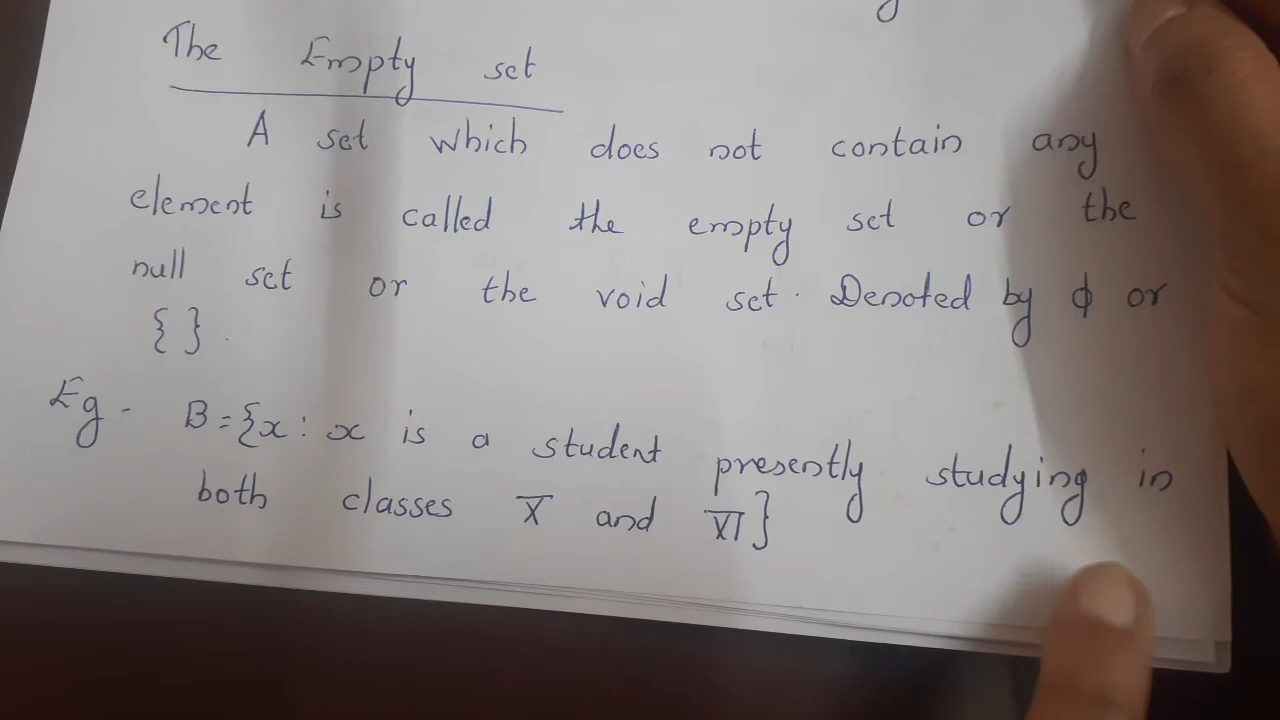 The Empty set
A set which does not contain any
element is called the empty set or the
null set or the void set. Denoted by ϕ or
{ }.
Eg - B={x : x is a student presently studying in
both classes X and XI}